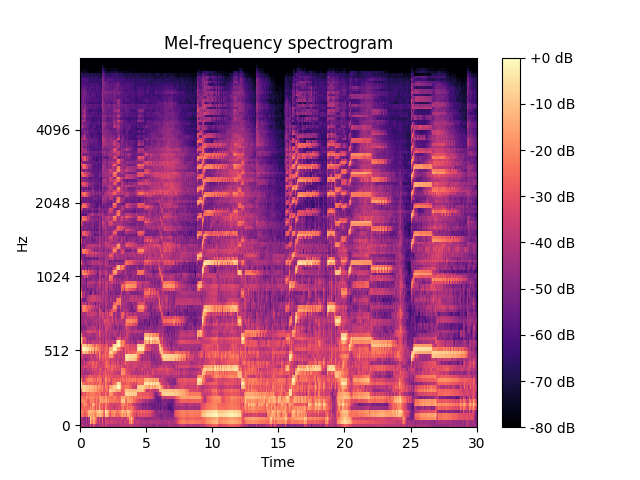 Mel-frequency spectrogram
Hz
4096
2048
1024
512
0
0 5 10 15 20 25 30
Time
+0 dB
-10 dB
-20 dB
-30 dB
-40 dB
-50 dB
-60 dB
-70 dB
-80 dB